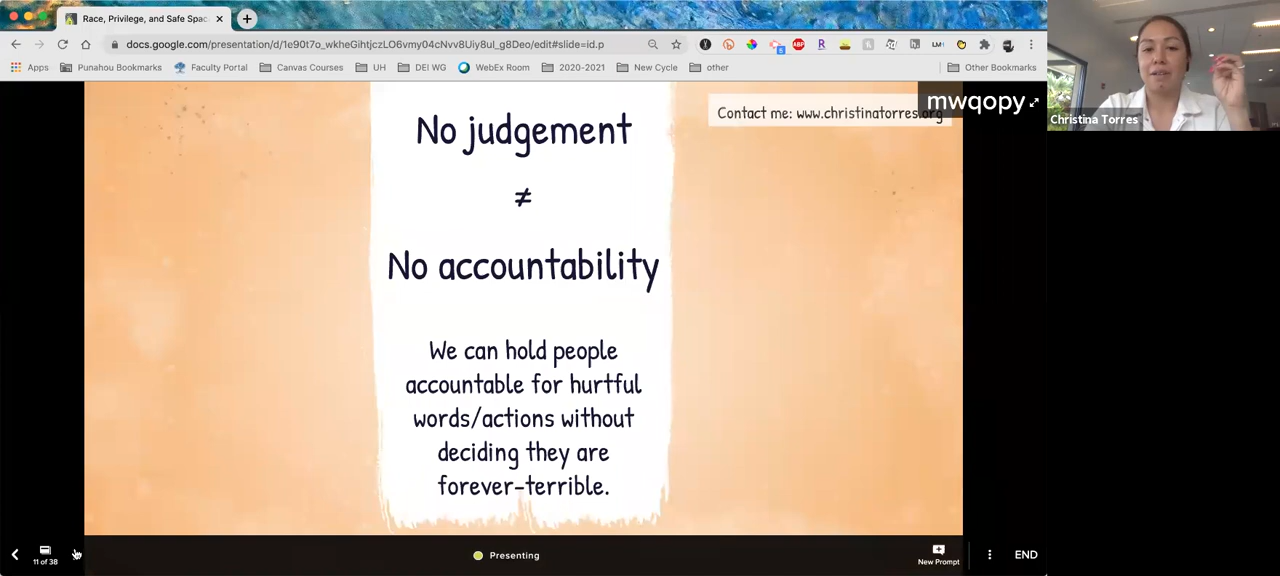 Race, Privilege, and Safe Spac
docs.google.com/presentation/d/1e90t7o_wkheGihtjczLO6vmy04cNvv8Uiy8ul_g8Deo/edit#slide=id.p
Apps Punahou Bookmarks Faculty Portal Canvas Courses UH DEI WG WebEx Room 2020-2021 New Cycle other Other Bookmarks
mwqopy
Contact me: www.christinatorres.org
Christina Torres
No judgement
≠
No accountability
We can hold people
accountable for hurtful
words/actions without
deciding they are
forever-terrible.
11 of 38
Presenting
New Prompt
END